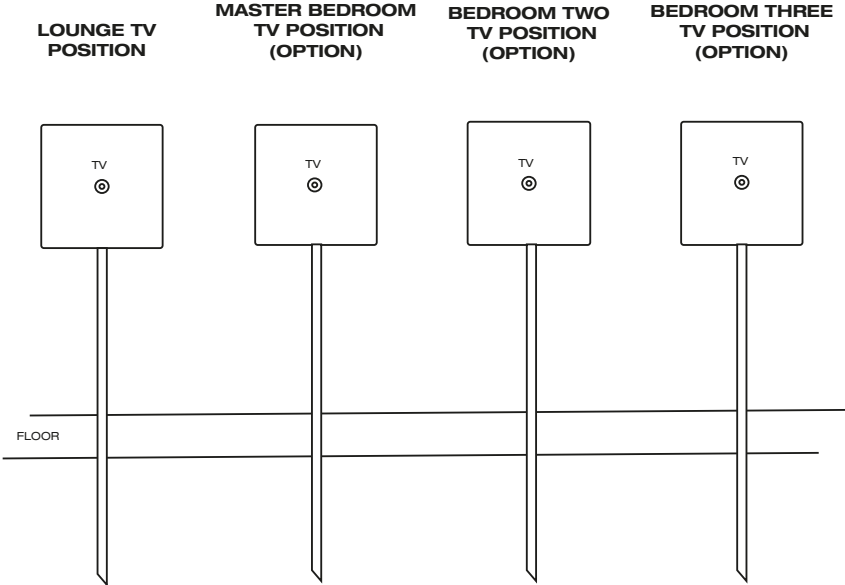 LOUNGE TV
POSITION
MASTER BEDROOM
TV POSITION
(OPTION)
BEDROOM TWO
TV POSITION
(OPTION)
BEDROOM THREE
TV POSITION
(OPTION)
TV
TV
TV
TV
FLOOR